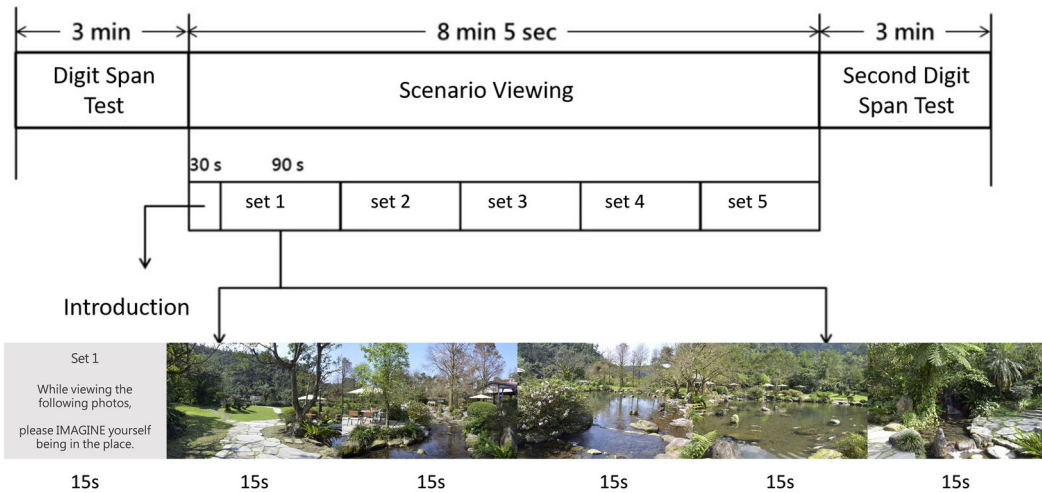 3 min
8 min 5 sec
3 min
Digit Span
Test
Scenario Viewing
Second Digit
Span Test
30 s
90 s
set 1
set 2
set 3
set 4
set 5
Introduction
Set 1
While viewing the
following photos,
please IMAGINE yourself
being in the place.
15s
15s
15s
15s
15s
15s